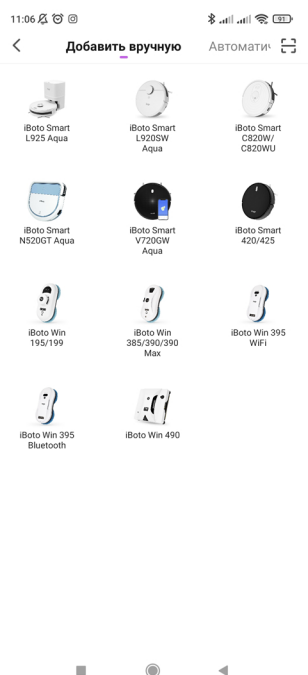 11:06 91
Добавить вручную Автоматич
iBoto Smart L925 Aqua
iBoto Smart L920SW Aqua
iBoto Smart C820W/ C820WU
iBoto Smart N520GT Aqua
iBoto Smart V720GW Aqua
iBoto Smart 420/425
iBoto Win 195/199
iBoto Win 385/390/390 Max
iBoto Win 395 WiFi
iBoto Win 395 Bluetooth
iBoto Win 490